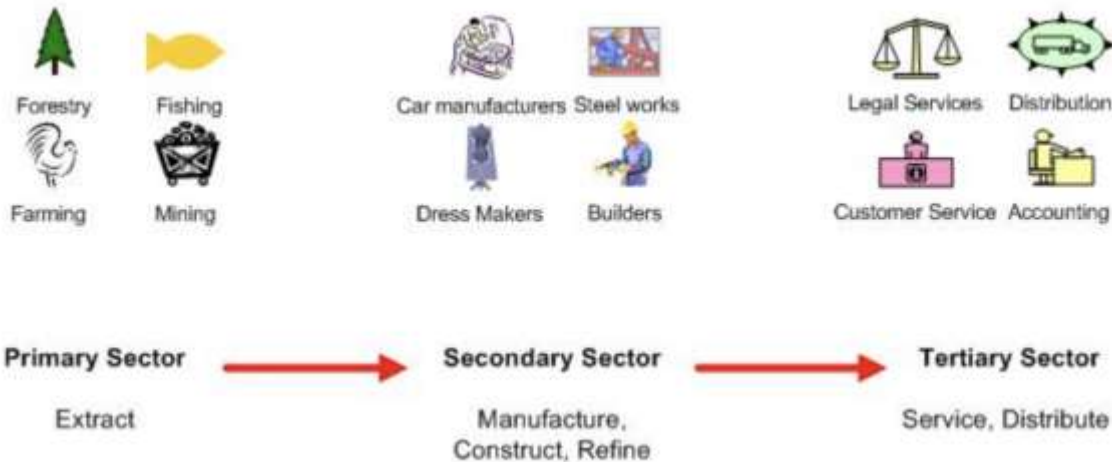 Forestry
Fishing
Car manufacturers
Steel works
Legal Services
Distribution
Farming
Mining
Dress Makers
Builders
Customer Service
Accounting
Primary Sector
Secondary Sector
Tertiary Sector
Extract
Manufacture,
Construct, Refine
Service, Distribute